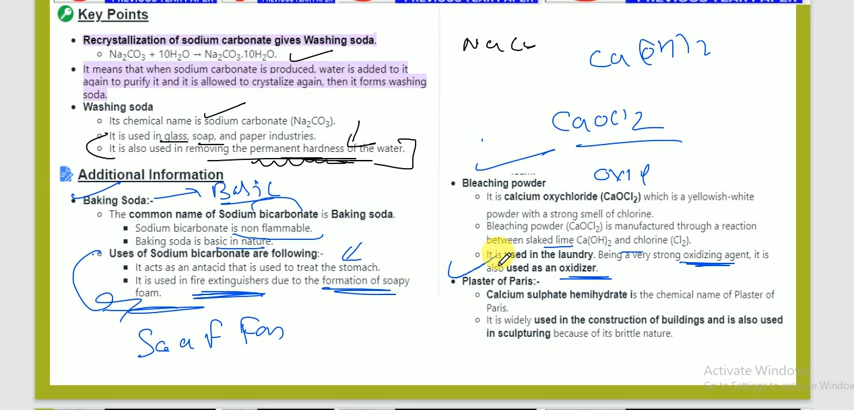 Key Points
Recrystallization of sodium carbonate gives Washing soda.
Na2CO3 + 10H2O → Na2CO3.10H2O.
It means that when sodium carbonate is produced, water is added to it
again to purify it and it is allowed to crystalize again, then it forms washing
soda.
Washing soda
Its chemical name is sodium carbonate (Na2CO3).
It is used in glass, soap, and paper industries.
It is also used in removing the permanent hardness of the water.
Additional Information
Basic
Baking Soda:-
The common name of Sodium bicarbonate is Baking soda.
Sodium bicarbonate is non flammable.
Baking soda is basic in nature.
Uses of Sodium bicarbonate are following:-
It acts as an antacid that is used to treat the stomach.
It is used in fire extinguishers due to the formation of soapy
foam.
Ca(OH)2
CaOCl2
Bleaching powder
It is calcium oxychloride (CaOCl2) which is a yellowish-white
powder with a strong smell of chlorine.
Bleaching powder (CaOCl2) is manufactured through a reaction
between slaked lime Ca(OH)2 and chlorine (Cl2).
It is used in the laundry. Being a very strong oxidizing agent, it is
also used as an oxidizer.
Plaster of Paris:-
Calcium sulphate hemihydrate is the chemical name of Plaster of
Paris.
It is widely used in the construction of buildings and is also used
in sculpturing because of its brittle nature.
Activate Window